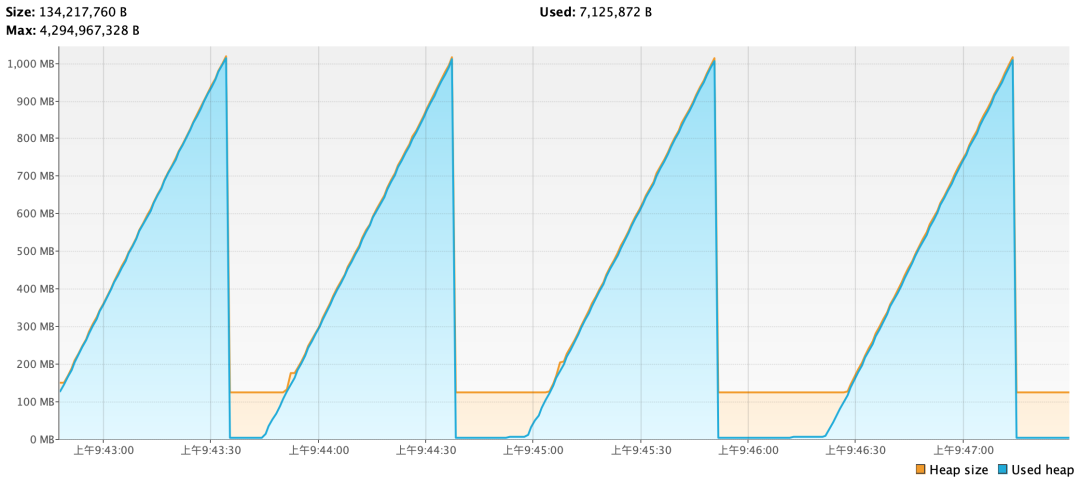 Size: 134,217,760 B
Used: 7,125,872 B
Max: 4,294,967,328 B
1,000 MB
900 MB
800 MB
700 MB
600 MB
500 MB
400 MB
300 MB
200 MB
100 MB
0 MB
上午9:43:00
上午9:43:30
上午9:44:00
上午9:44:30
上午9:45:00
上午9:45:30
上午9:46:00
上午9:46:30
上午9:47:00
Heap size
Used heap